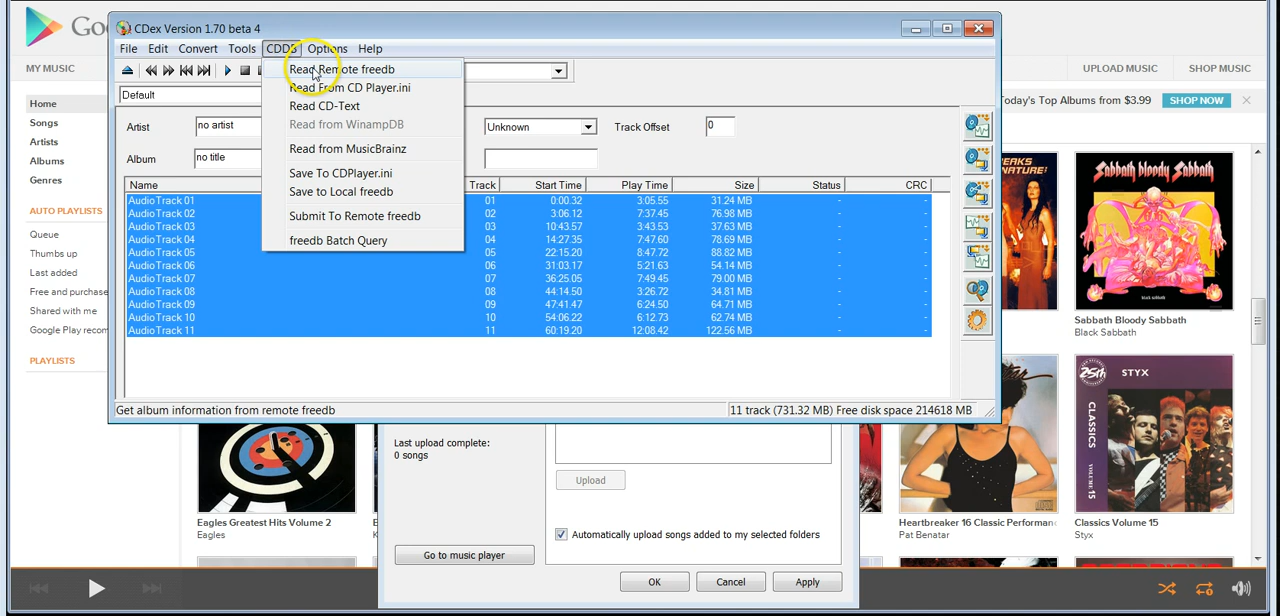 Goo
CDex Version 1.70 beta 4
File Edit Convert Tools CDDB Options Help
MY MUSIC
UPLOAD MUSIC SHOP MUSIC
Read Remote freedb
Read From CD Player.ini
Read CD-Text
Read from WinampDB
Read from MusicBrainz
Save To CDPlayer.ini
Save to Local freedb
Submit To Remote freedb
freedb Batch Query
Default
Home
Songs
Artists
Albums
Genres
AUTO PLAYLISTS
Queue
Thumbs up
Last added
Free and purchase
Shared with me
Google Play recom
PLAYLISTS
Artist no artist Unknown Track Offset 0
Album no title
Name Track Start Time Play Time Size Status CRC
AudioTrack 01 01 0:00.32 3:05.55 31.24 MB - -
AudioTrack 02 02 3:06.12 7:37.45 76.98 MB - -
AudioTrack 03 03 10:43.57 3:43.53 37.63 MB - -
AudioTrack 04 04 14:27.35 7:47.60 78.69 MB - -
AudioTrack 05 05 22:15.20 8:47.72 88.82 MB - -
AudioTrack 06 06 31:03.17 5:21.63 54.14 MB - -
AudioTrack 07 07 36:25.05 7:49.45 79.00 MB - -
AudioTrack 08 08 44:14.50 3:26.72 34.81 MB - -
AudioTrack 09 09 47:41.47 6:24.50 64.71 MB - -
AudioTrack 10 10 54:06.22 6:12.73 62.74 MB - -
AudioTrack 11 11 60:19.20 12:08.42 122.56 MB - -
Get album information from remote freedb
11 track (731.32 MB) Free disk space 214618 MB
oday's Top Albums from $3.99 SHOP NOW
EAKS
NATURE!
Sabbath bloody Sabbath
Sabbath Bloody Sabbath
Black Sabbath
25th STYX
CLASSICS
VOLUME 15
Last upload complete:
0 songs
Upload
Automatically upload songs added to my selected folders
Go to music player
OK Cancel Apply
Eagles Greatest Hits Volume 2
Eagles
Heartbreaker 16 Classic Performan
Pat Benatar
Classics Volume 15
Styx